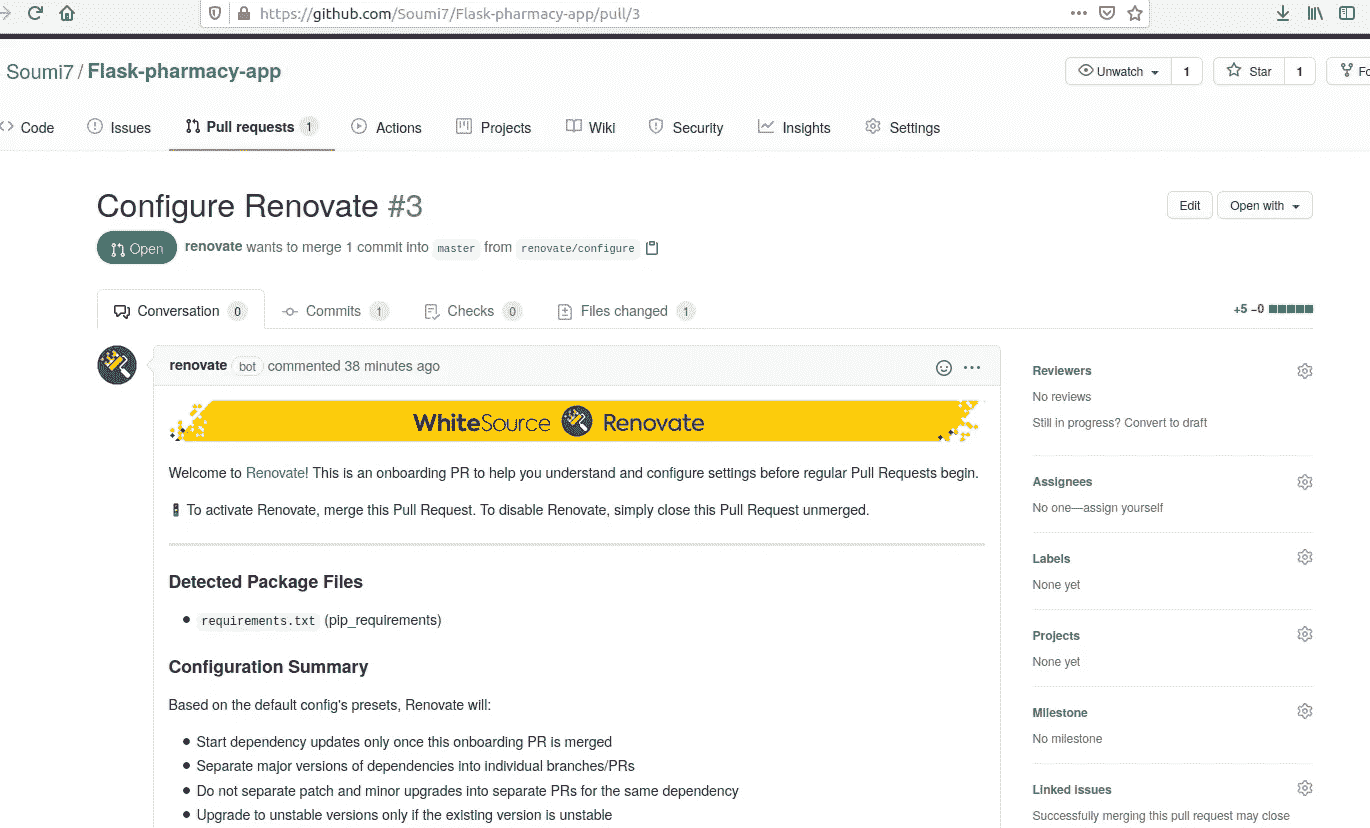 https://github.com/Soumi7/Flask-pharmacy-app/pull/3
Soumi7 / Flask-pharmacy-app
Unwatch 1
Star 1
Fo
Code
Issues
Pull requests 1
Actions
Projects
Wiki
Security
Insights
Settings
Configure Renovate #3
Edit
Open with
Open
renovate wants to merge 1 commit into master from renovate/configure
Conversation 0
Commits 1
Checks 0
Files changed 1
+5 −0
renovate bot commented 38 minutes ago
WhiteSource Renovate
Welcome to Renovate! This is an onboarding PR to help you understand and configure settings before regular Pull Requests begin.
🚦 To activate Renovate, merge this Pull Request. To disable Renovate, simply close this Pull Request unmerged.
Detected Package Files
• requirements.txt (pip_requirements)
Configuration Summary
Based on the default config's presets, Renovate will:
• Start dependency updates only once this onboarding PR is merged
• Separate major versions of dependencies into individual branches/PRs
• Do not separate patch and minor upgrades into separate PRs for the same dependency
• Upgrade to unstable versions only if the existing version is unstable
Reviewers
No reviews
Still in progress? Convert to draft
Assignees
No one—assign yourself
Labels
None yet
Projects
None yet
Milestone
No milestone
Linked issues
Successfully merging this pull request may close